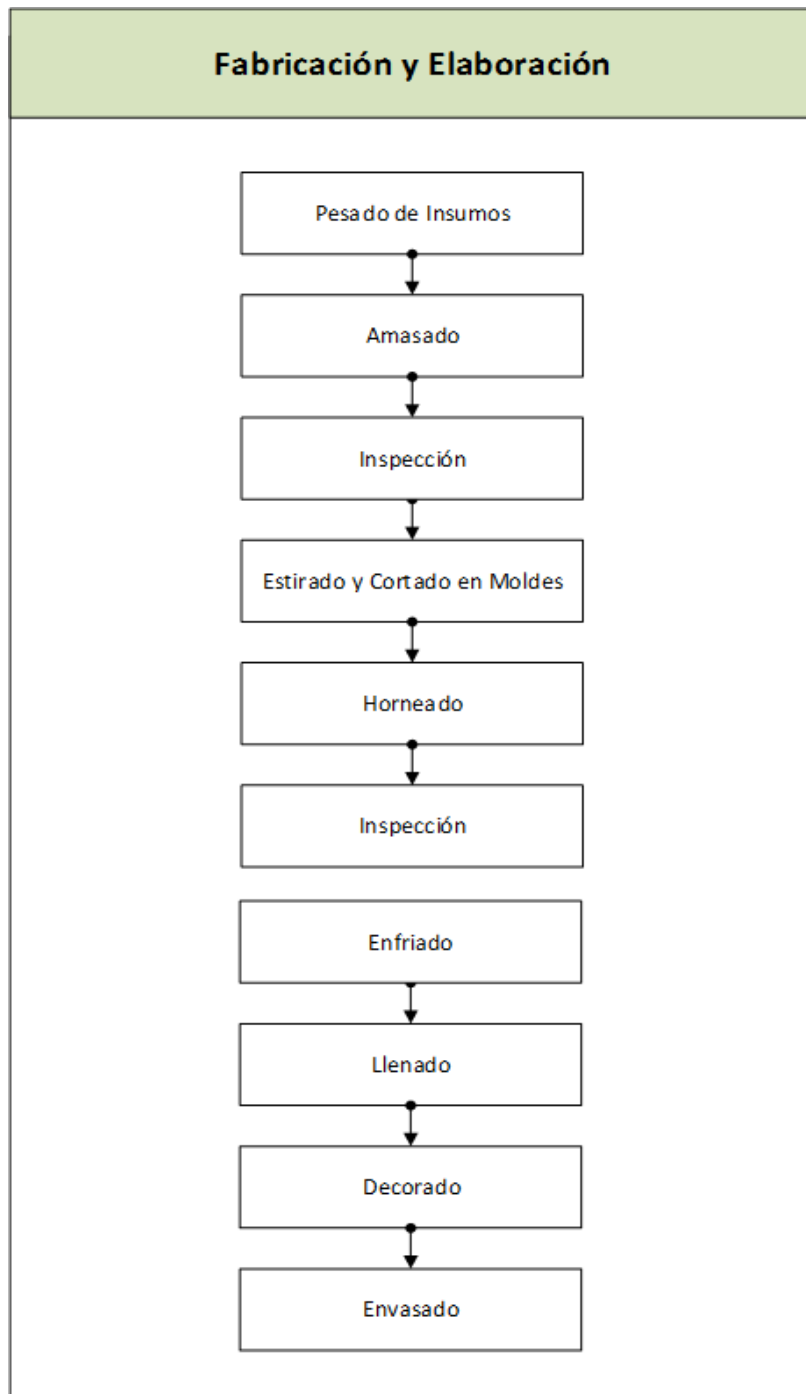 Fabricación y Elaboración
Pesado de Insumos
Amasado
Inspección
Estirado y Cortado en Moldes
Horneado
Inspección
Enfriado
Llenado
Decorado
Envasado